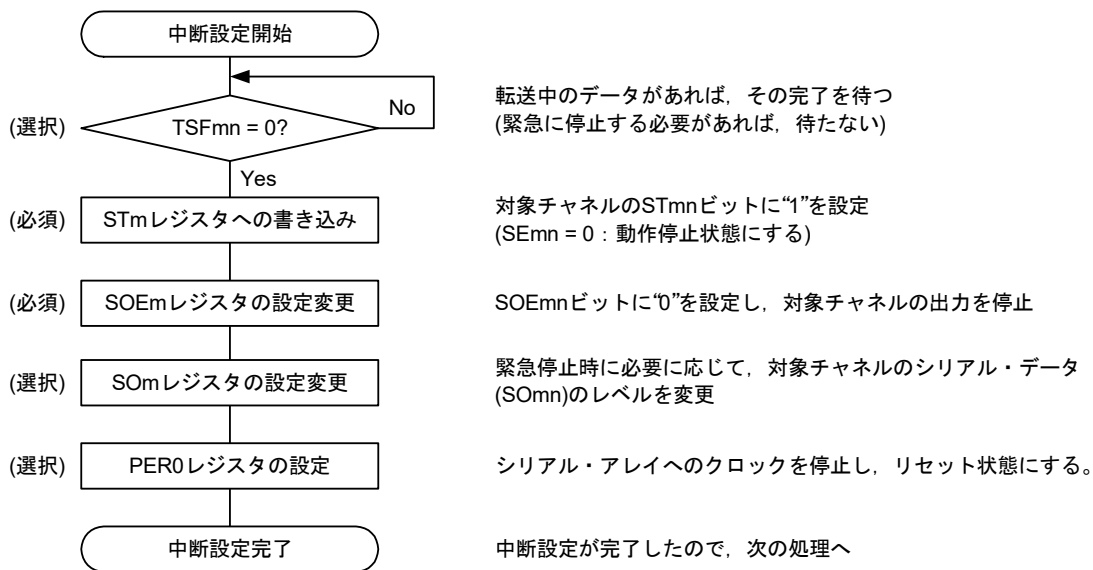 中断設定開始
(選択)
TSFmn = 0?
No
転送中のデータがあれば，その完了を待つ
(緊急に停止する必要があれば，待たない)
Yes
(必須)
STmレジスタへの書き込み
対象チャネルのSTmnビットに“1”を設定
(SEmn = 0：動作停止状態にする)
(必須)
SOEmレジスタの設定変更
SOEmnビットに“0”を設定し，対象チャネルの出力を停止
(選択)
SOmレジスタの設定変更
緊急停止時に必要に応じて，対象チャネルのシリアル・データ
(SOmn)のレベルを変更
(選択)
PER0レジスタの設定
シリアル・アレイへのクロックを停止し，リセット状態にする。
中断設定完了
中断設定が完了したので，次の処理へ